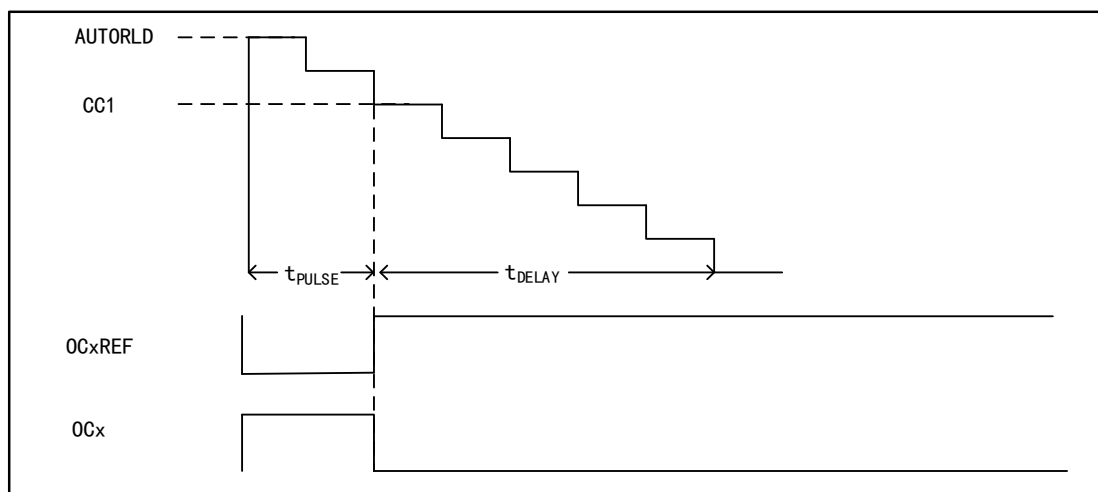 AUTORLD
CC1
tPULSE
tDELAY
OCxREF
OCx